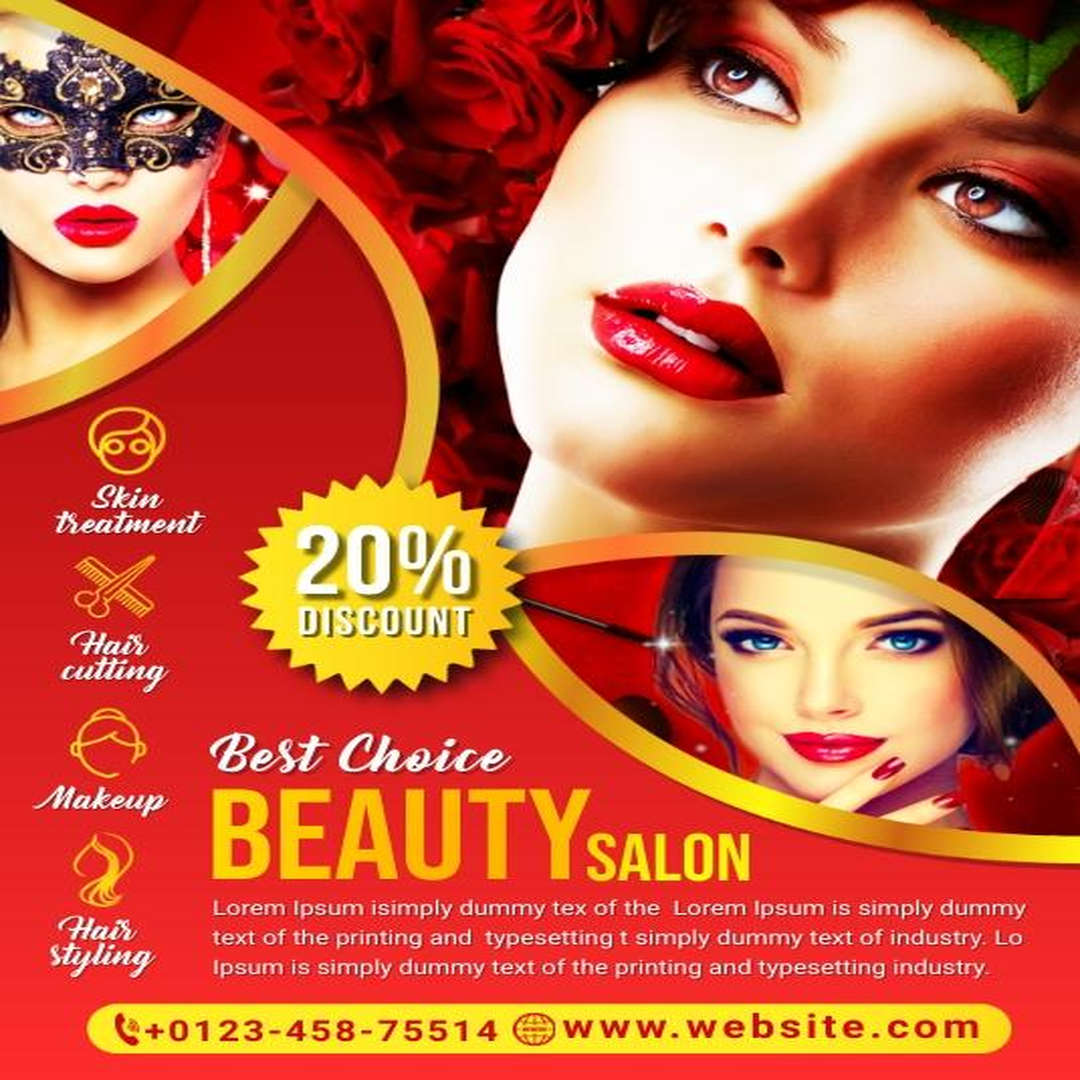 Skin
treatment
Hair
cutting
Makeup
Hair
styling
20%
DISCOUNT
Best Choice
BEAUTY SALON
Lorem Ipsum isimply dummy tex of the Lorem Ipsum is simply dummy
text of the printing and typesetting t simply dummy text of industry. Lo
Ipsum is simply dummy text of the printing and typesetting industry.
+0123-458-75514 www.website.com